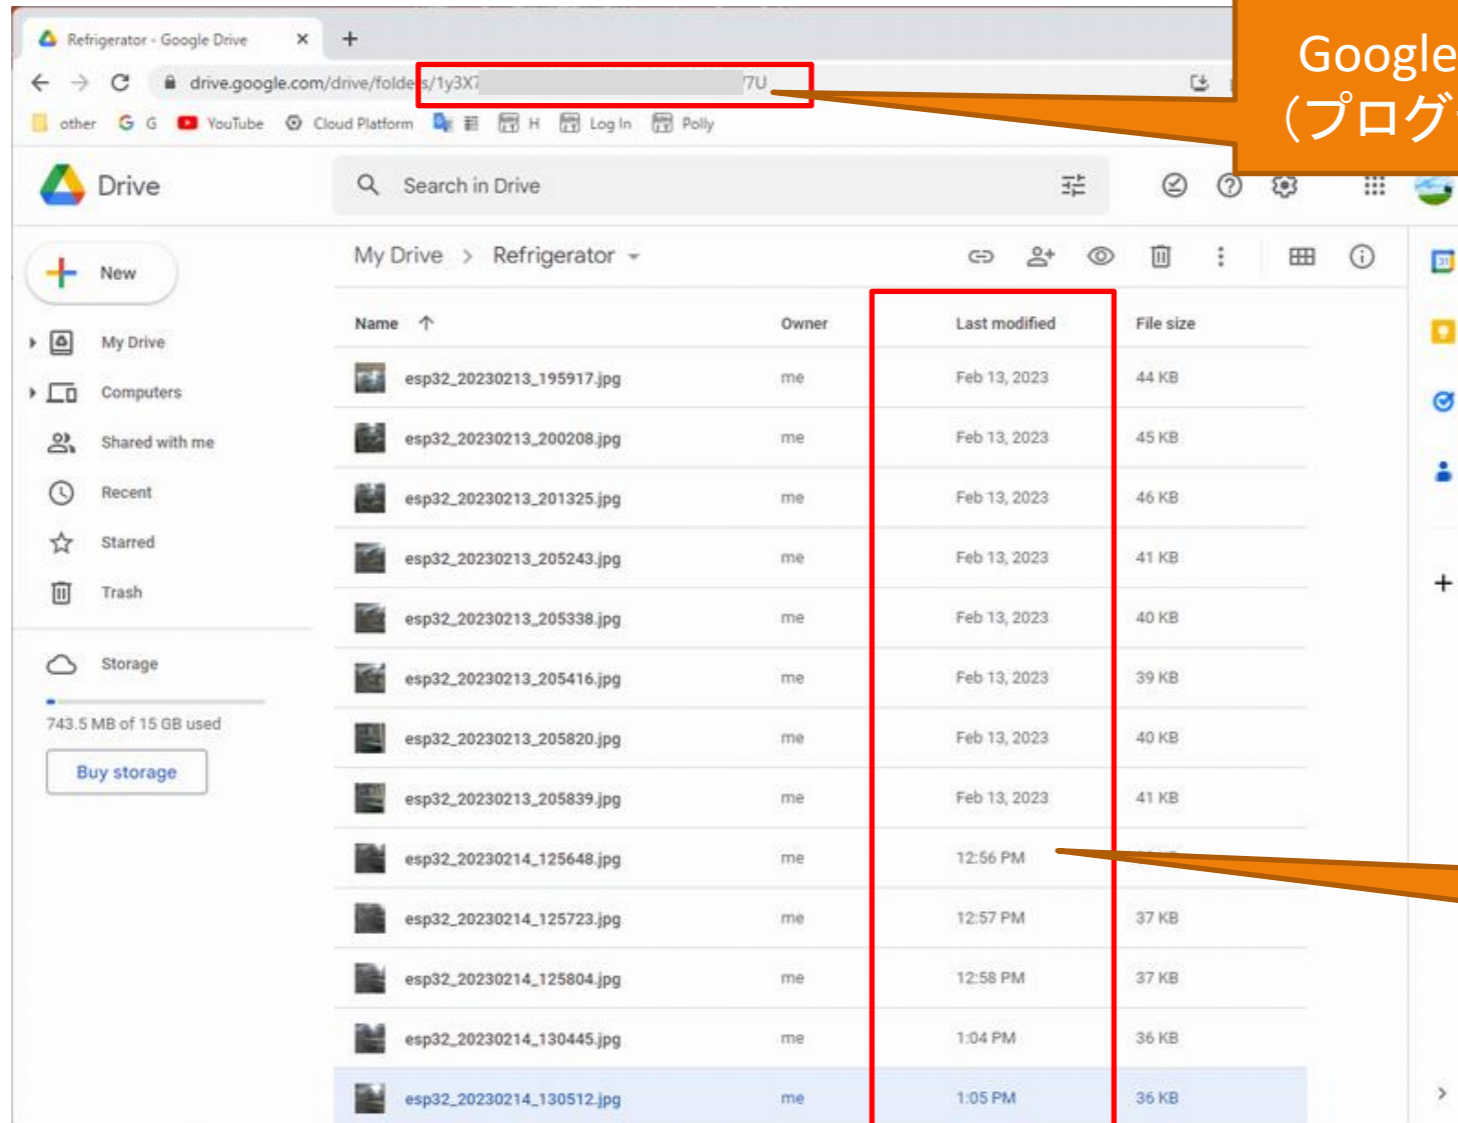 Refrigerator - Google Drive
Google
(プログ
drive.google.com/drive/folders/1y3X7
7U
other G YouTube Cloud Platform H Log In Polly
Drive
Search in Drive
My Drive > Refrigerator
New
Name Owner Last modified File size
My Drive
Computers
Shared with me
Recent
Starred
Trash
Storage
743.5 MB of 15 GB used
Buy storage
esp32_20230213_195917.jpg me Feb 13, 2023 44 KB
esp32_20230213_200208.jpg me Feb 13, 2023 45 KB
esp32_20230213_201325.jpg me Feb 13, 2023 46 KB
esp32_20230213_205243.jpg me Feb 13, 2023 41 KB
esp32_20230213_205338.jpg me Feb 13, 2023 40 KB
esp32_20230213_205416.jpg me Feb 13, 2023 39 KB
esp32_20230213_205820.jpg me Feb 13, 2023 40 KB
esp32_20230213_205839.jpg me Feb 13, 2023 41 KB
esp32_20230214_125648.jpg me 12:56 PM
esp32_20230214_125723.jpg me 12:57 PM 37 KB
esp32_20230214_125804.jpg me 12:58 PM 37 KB
esp32_20230214_130445.jpg me 1:04 PM 36 KB
esp32_20230214_130512.jpg me 1:05 PM 36 KB